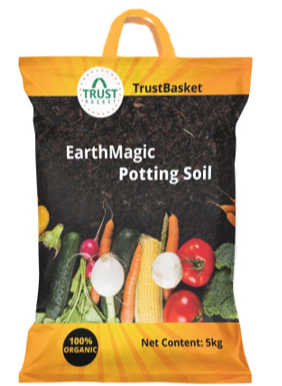 TRUST
BASKET
TrustBasket
EarthMagic
Potting Soil
100%
ORGANIC
Net Content: 5kg